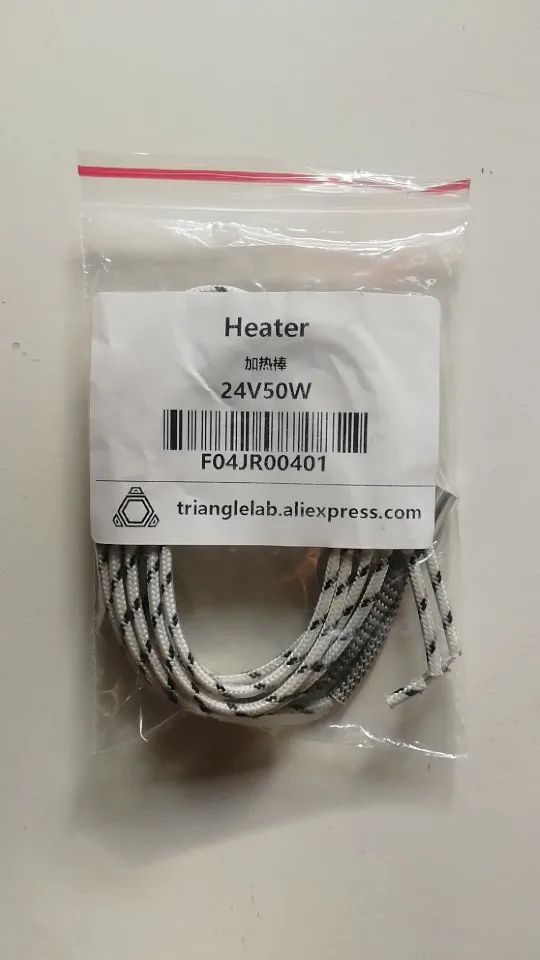 Heater
加热棒
24V50W
F04JR00401
trianglelab.aliexpress.com